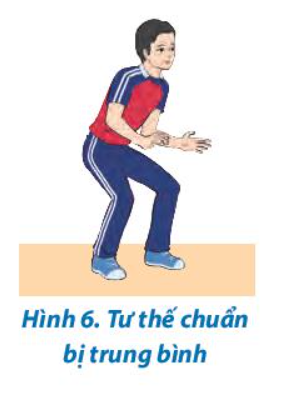 Hình 6. Tư thế chuẩn
bị trung bình